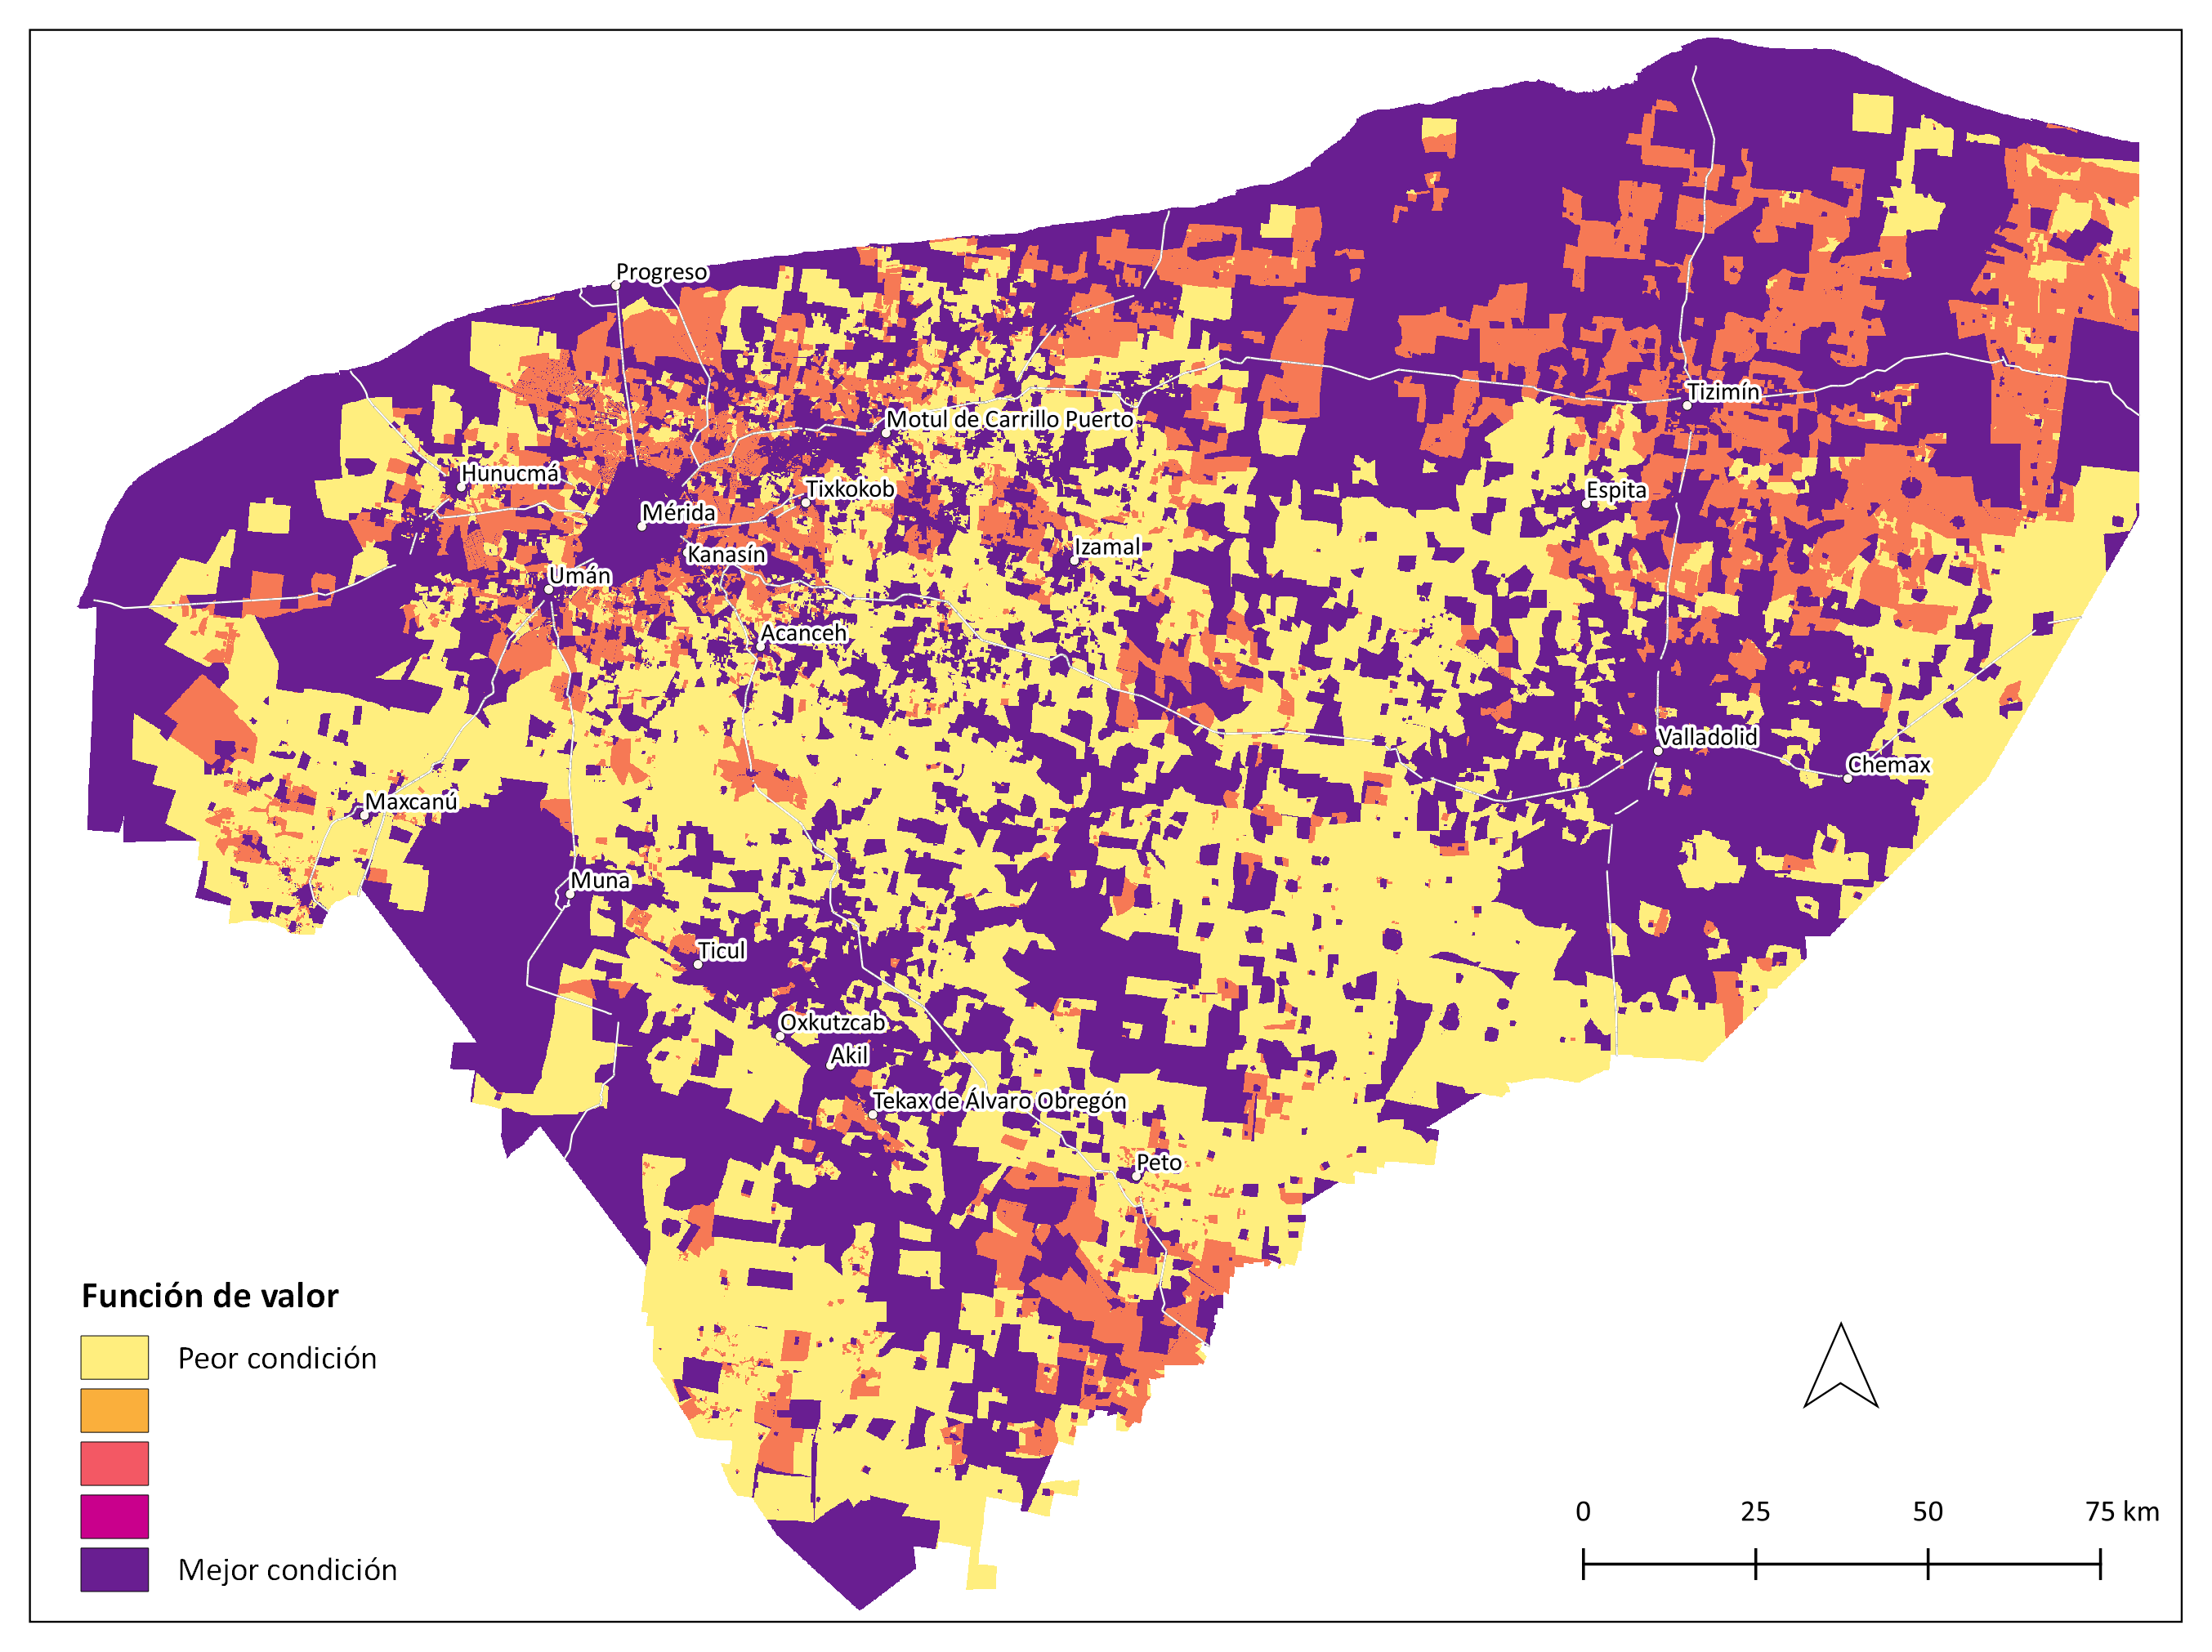 Progreso
Tizimín
Motul de Carrillo Puerto
Hunucmá
Tixkokob
Espita
Mérida
Izamal
Kanasín
Umán
Acanceh
Valladolid
Chemax
Maxcanú
Muna
Ticul
Oxkutzcab
Akil
Tekax de Álvaro Obregón
Peto
Función de valor
Peor condición
Mejor condición
0 25 50 75 km